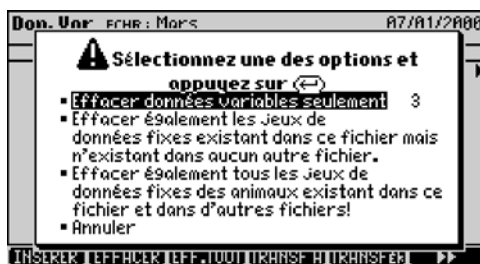 Don. Var FCHR : Mars 07/01/2000
Sélectionnez une des options et
appuyez sur
▪ Effacer données variables seulement 3
▪ Effacer également les jeux de
données fixes existant dans ce fichier mais
n'existant dans aucun autre fichier.
▪ Effacer également tous les jeux de
données fixes des animaux existant dans ce
fichier et dans d'autres fichiers!
▪ Annuler
INSERER EFFACER EFF.TOUT TRANSF A TRANSFER